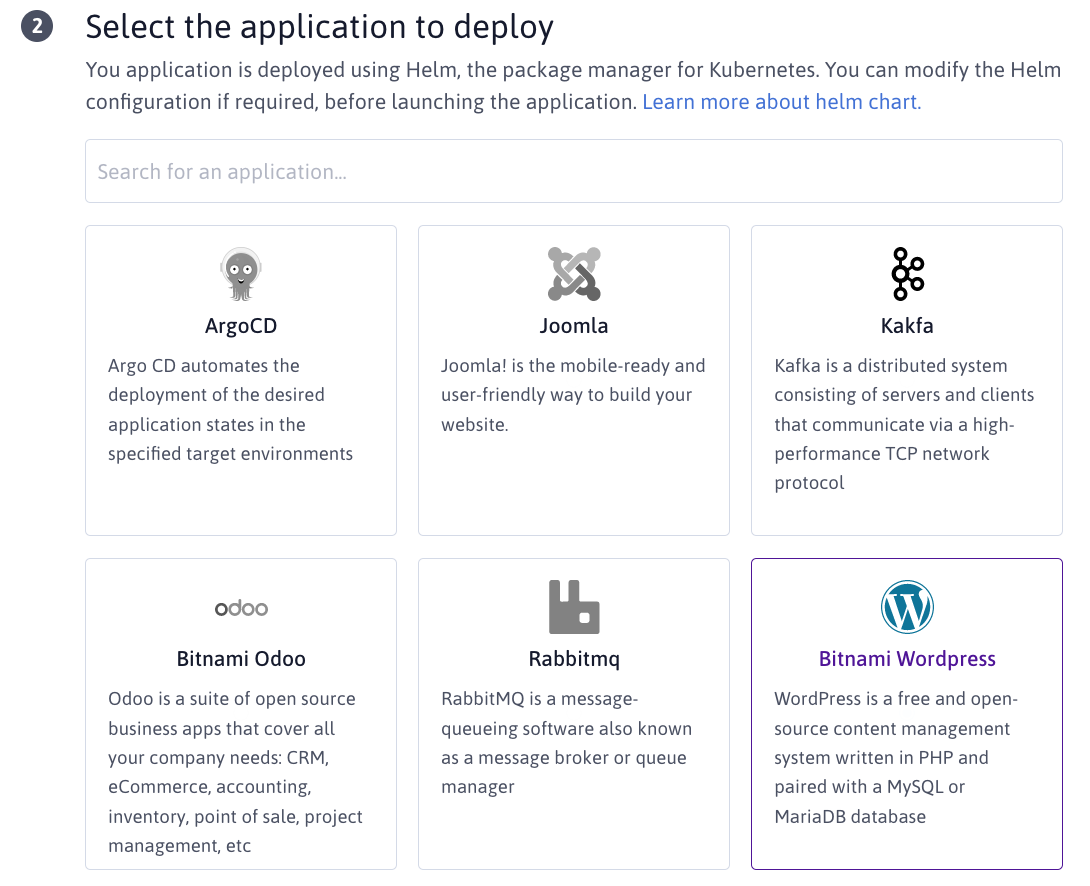 2
Select the application to deploy
You application is deployed using Helm, the package manager for Kubernetes. You can modify the Helm
configuration if required, before launching the application. Learn more about helm chart.
Search for an application...
ArgoCD
Argo CD automates the
deployment of the desired
application states in the
specified target environments
Joomla
Joomla! is the mobile-ready and
user-friendly way to build your
website.
Kakfa
Kafka is a distributed system
consisting of servers and clients
that communicate via a high-
performance TCP network
protocol
odoo
Bitnami Odoo
Odoo is a suite of open source
business apps that cover all
your company needs: CRM,
eCommerce, accounting,
inventory, point of sale, project
management, etc
Rabbitmq
RabbitMQ is a message-
queueing software also known
as a message broker or queue
manager
W
Bitnami Wordpress
WordPress is a free and open-
source content management
system written in PHP and
paired with a MySQL or
MariaDB database